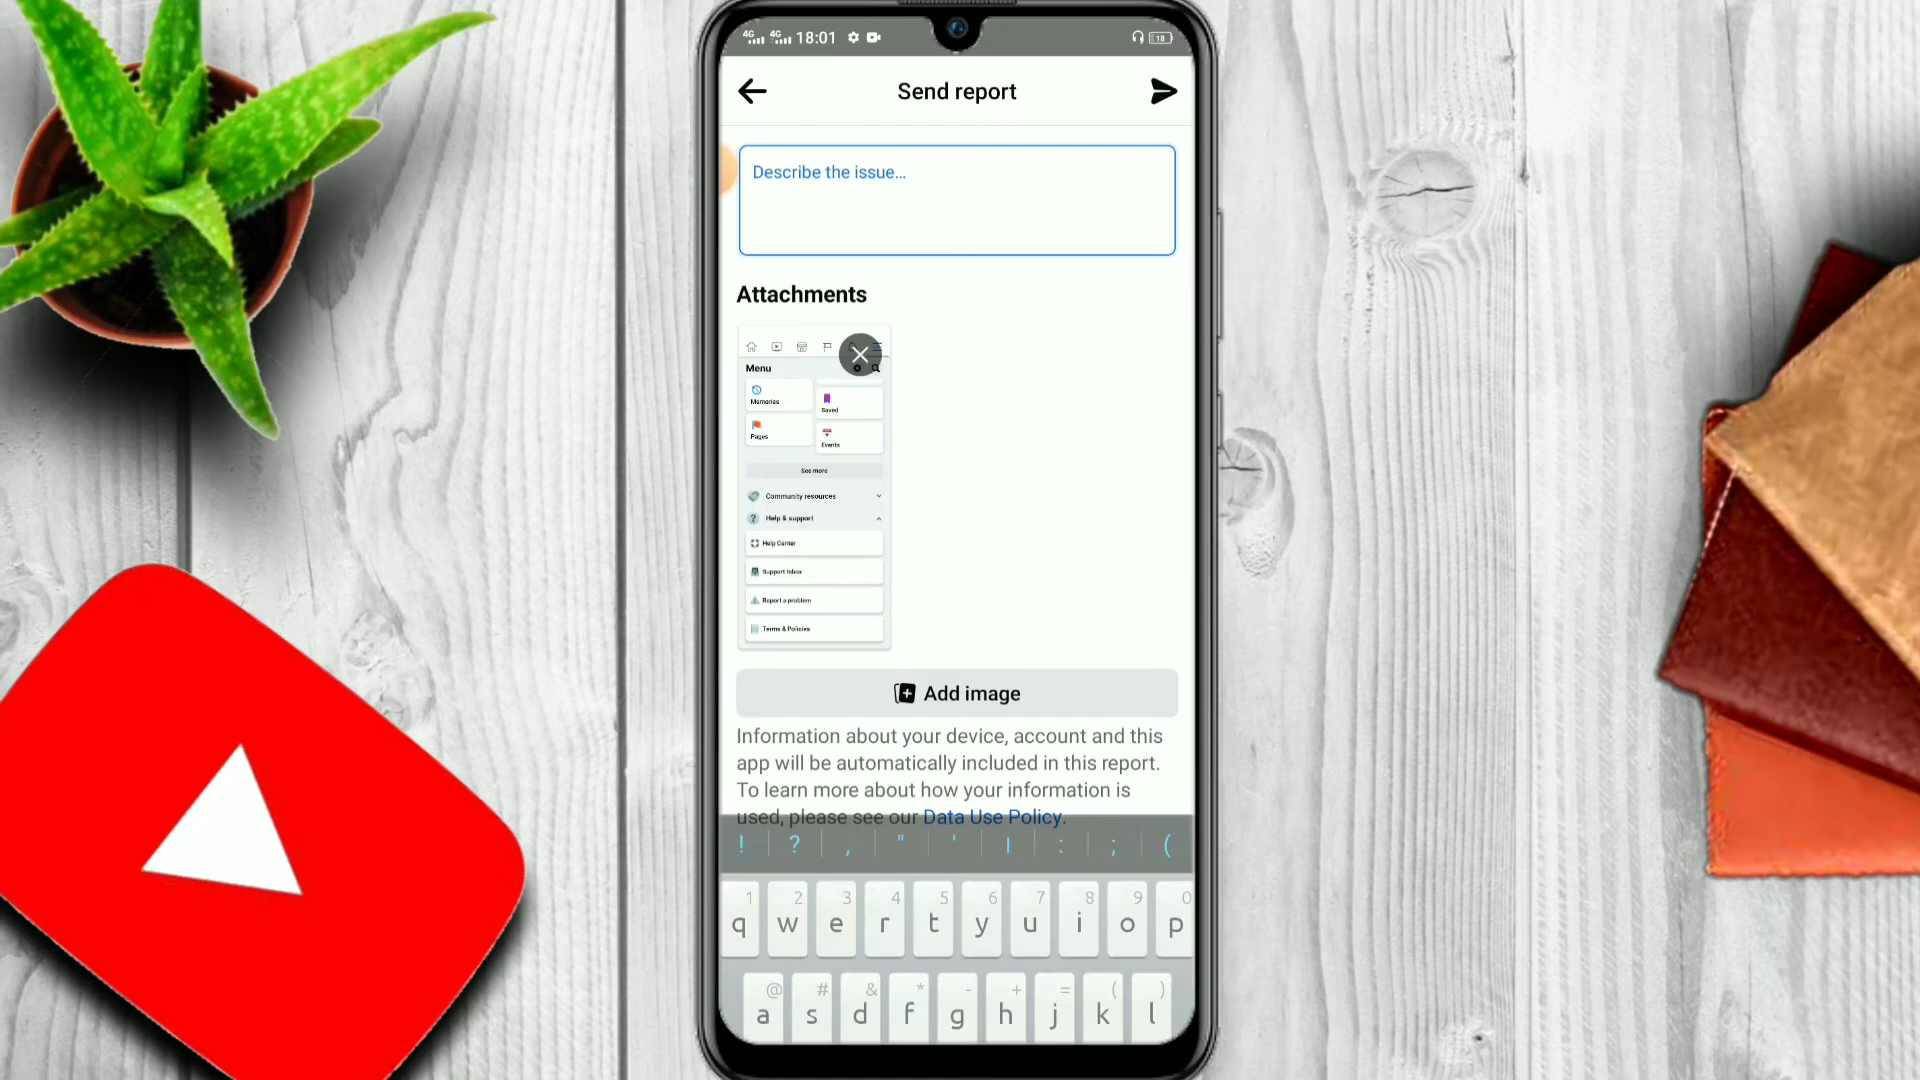 4G 4G 18:01 18
Send report
Describe the issue...
Attachments
Menu
Memories
Saved
Pages
Events
See more
Community resources
Help & support
Help Center
Support Inbox
Report a problem
Terms & Policies
Add image
Information about your device, account and this
app will be automatically included in this report.
To learn more about how your information is
used, please see our Data Use Policy.
! ? , " ' | : ; (
1 2 3 4 5 6 7 8 9 0
q w e r t y u i o p
@ # & * - + = ( )
a s d f g h j k l